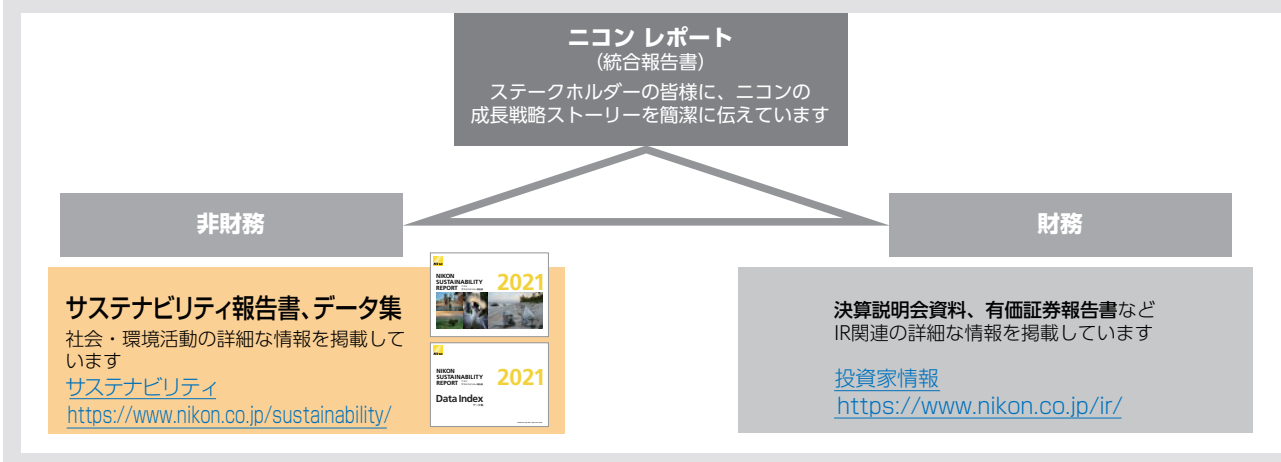 ニコン レポート
(統合報告書)
ステークホルダーの皆様に、ニコンの
成長戦略ストーリーを簡潔に伝えています
非財務
財務
サステナビリティ報告書、データ集
社会・環境活動の詳細な情報を掲載して
います
サステナビリティ
https://www.nikon.co.jp/sustainability/
Nikon
NIKON
SUSTAINABILITY
REPORT
2021
Nikon
NIKON
SUSTAINABILITY
REPORT
2021
Data Index
データ集
決算説明会資料、有価証券報告書など
IR関連の詳細な情報を掲載しています
投資家情報
https://www.nikon.co.jp/ir/